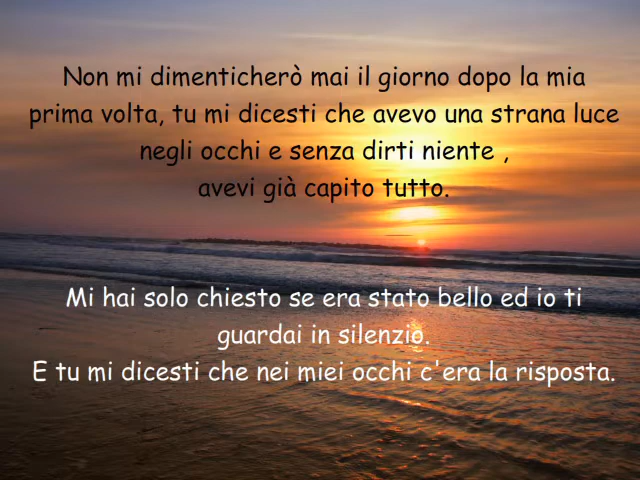 Non mi dimenticherò mai il giorno dopo la mia
prima volta, tu mi dicesti che avevo una strana luce
negli occhi e senza dirti niente ,
avevi già capito tutto.
Mi hai solo chiesto se era stato bello ed io ti
guardai in silenzio.
E tu mi dicesti che nei miei occhi c'era la risposta.